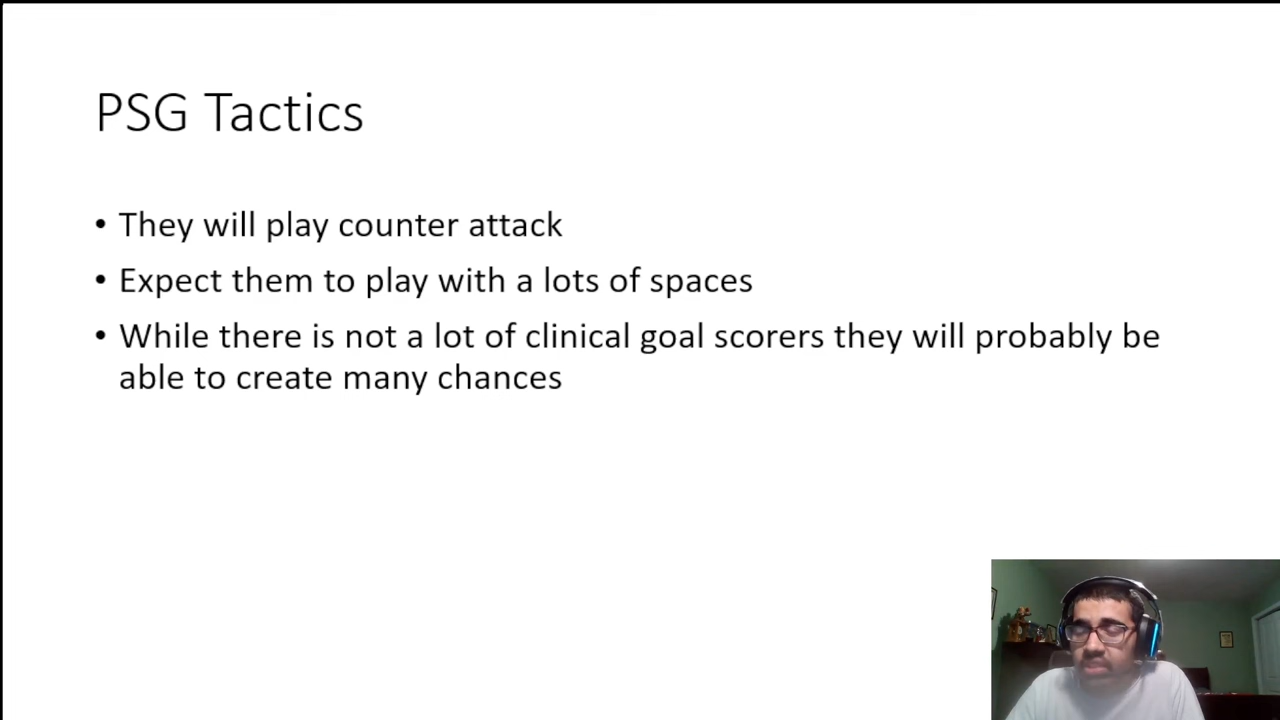 PSG Tactics
• They will play counter attack
• Expect them to play with a lots of spaces
• While there is not a lot of clinical goal scorers they will probably be
able to create many chances